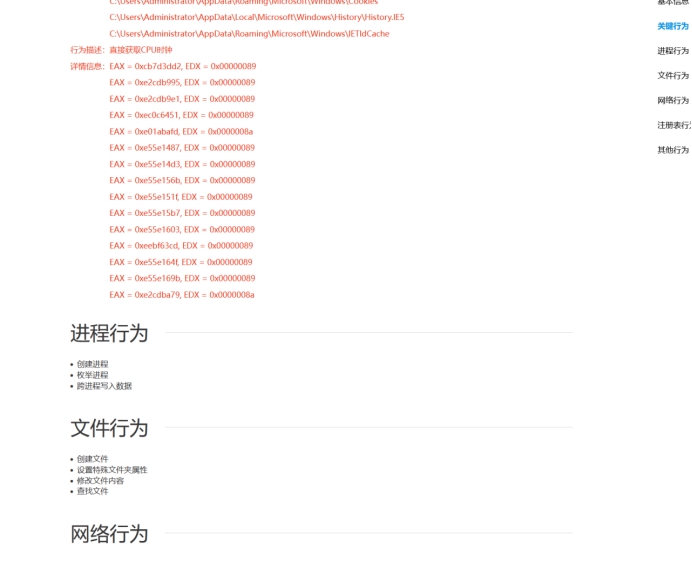 C:\Users\Administrator\AppData\Roaming\Microsoft\Windows\Cookies
C:\Users\Administrator\AppData\Local\Microsoft\Windows\History\History.IE5
C:\Users\Administrator\AppData\Roaming\Microsoft\Windows\IETldCache
行为描述：直接获取CPU时钟
详情信息：EAX = 0xcb7d3dd2, EDX = 0x00000089
EAX = 0xe2cdb995, EDX = 0x00000089
EAX = 0xe2cdb9e1, EDX = 0x00000089
EAX = 0xec0c6451, EDX = 0x00000089
EAX = 0xe01abafd, EDX = 0x0000008a
EAX = 0xe55e1487, EDX = 0x00000089
EAX = 0xe55e14d3, EDX = 0x00000089
EAX = 0xe55e156b, EDX = 0x00000089
EAX = 0xe55e151f, EDX = 0x00000089
EAX = 0xe55e15b7, EDX = 0x00000089
EAX = 0xe55e1603, EDX = 0x00000089
EAX = 0xeebf63cd, EDX = 0x00000089
EAX = 0xe55e164f, EDX = 0x00000089
EAX = 0xe55e169b, EDX = 0x00000089
EAX = 0xe2cdba79, EDX = 0x0000008a
进程行为
• 创建进程
• 枚举进程
• 跨进程写入数据
文件行为
• 创建文件
• 设置特殊文件夹属性
• 修改文件内容
• 查找文件
网络行为
基本信息
关键行为
进程行为
文件行为
网络行为
注册表行为
其他行为